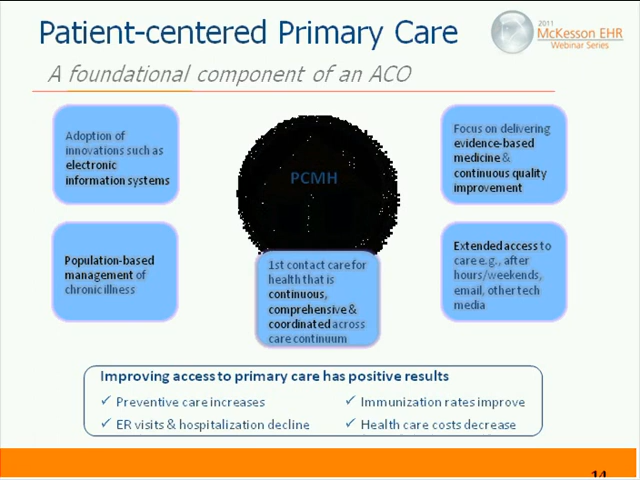 Patient-centered Primary Care
2011
McKesson EHR
Webinar Series
A foundational component of an ACO
Adoption of
innovations such as
electronic
information systems
PCMH
Focus on delivering
evidence-based
medicine &
continuous quality
improvement
Population-based
management of
chronic illness
1st contact care for
health that is
continuous,
comprehensive &
coordinated across
care continuum
Extended access to
care e.g., after
hours/weekends,
email, other tech
media
Improving access to primary care has positive results
✓ Preventive care increases
✓ Immunization rates improve
✓ ER visits & hospitalization decline
✓ Health care costs decrease
14